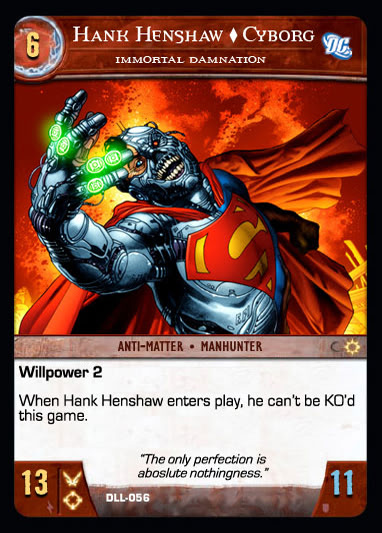 6
HANK HENSHAW ♦ CYBORG
DC
IMMORTAL DAMNATION
S
ANTI-MATTER • MANHUNTER
Willpower 2
When Hank Henshaw enters play, he can't be KO'd
this game.
"The only perfection is
aboslute nothingness."
13
DLL-056
11